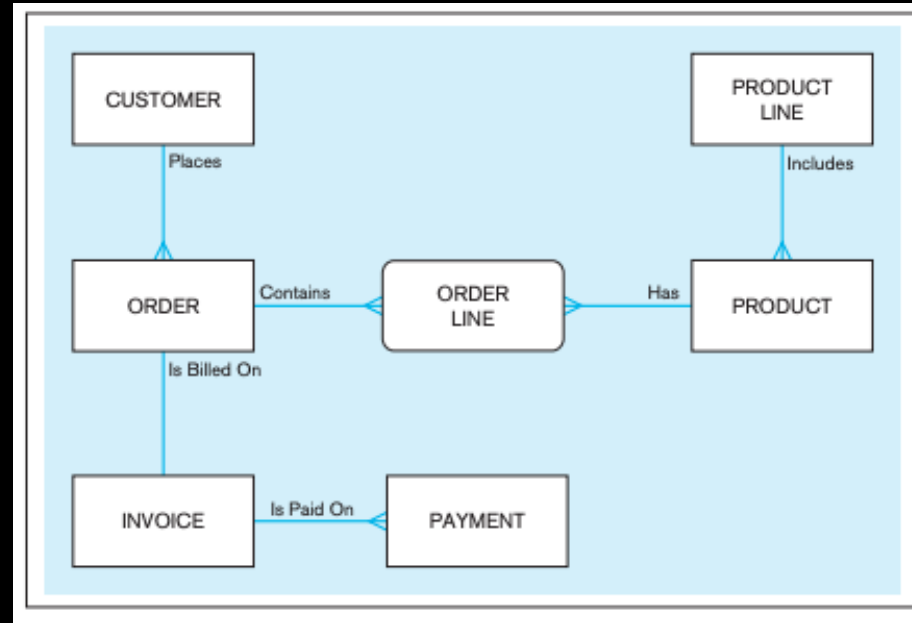 CUSTOMER
PRODUCT
LINE
Places
Includes
ORDER
Contains
ORDER
LINE
Has
PRODUCT
Is Billed On
INVOICE
Is Paid On
PAYMENT